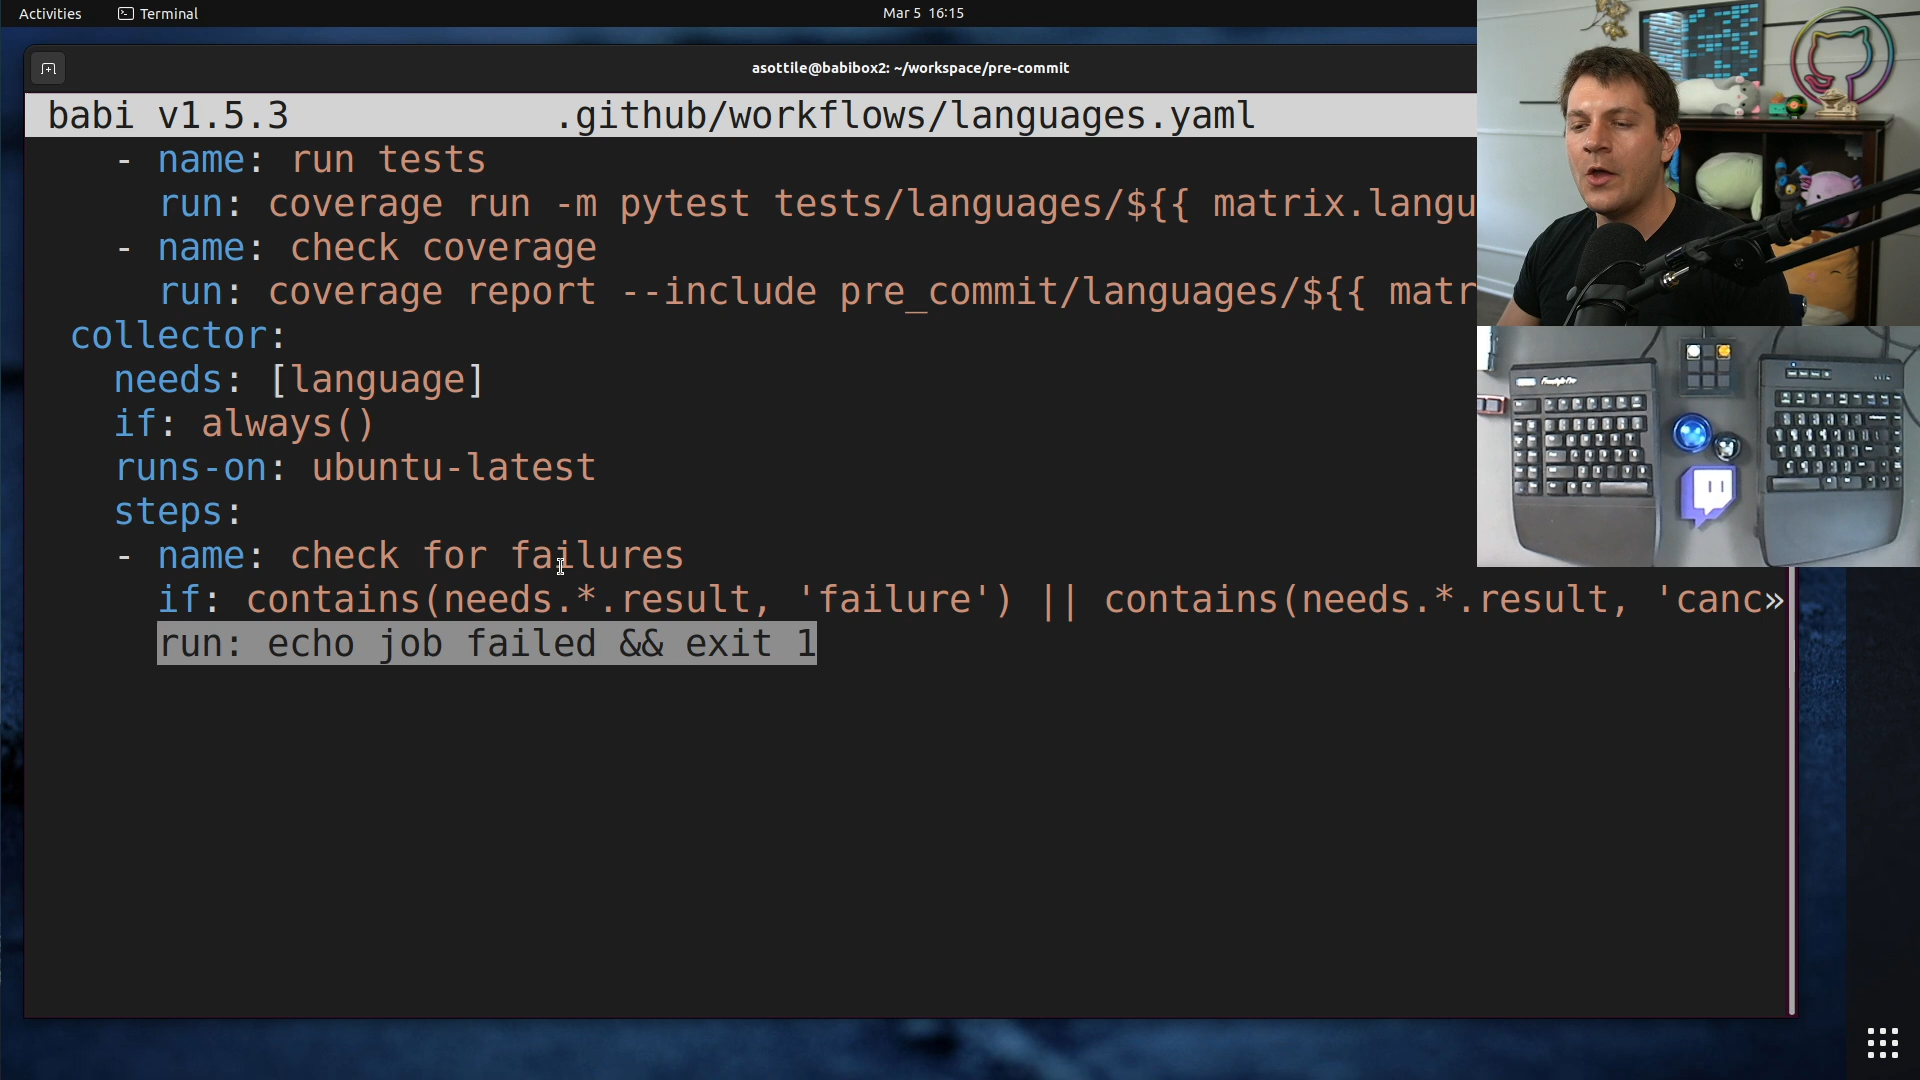 Activities
Terminal
Mar 5 16:15
asottile@babibox2: ~/workspace/pre-commit
babi v1.5.3 .github/workflows/languages.yaml
- name: run tests
run: coverage run -m pytest tests/languages/${{ matrix.langu
- name: check coverage
run: coverage report --include pre_commit/languages/${{ matr
collector:
needs: [language]
if: always()
runs-on: ubuntu-latest
steps:
- name: check for failures
if: contains(needs.*.result, 'failure') || contains(needs.*.result, 'canc»
run: echo job failed && exit 1